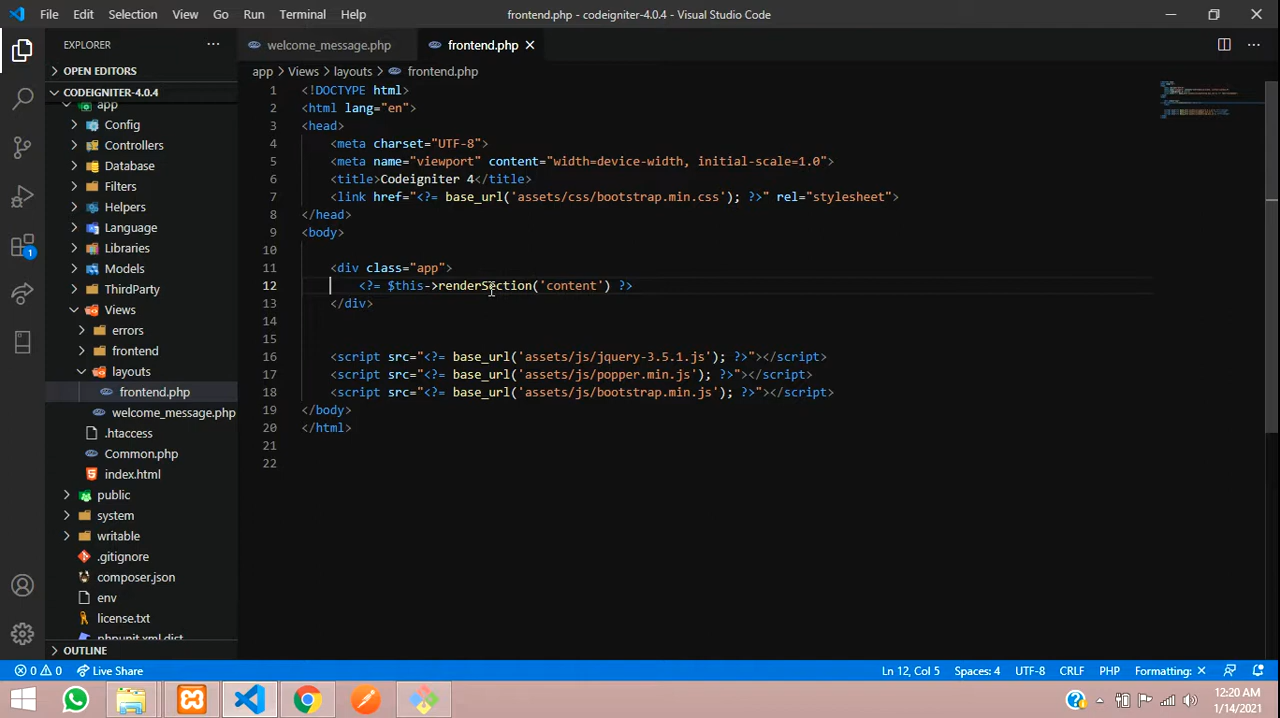 File Edit Selection View Go Run Terminal Help
frontend.php - codeigniter-4.0.4 - Visual Studio Code
EXPLORER
OPEN EDITORS
CODEIGNITER-4.0.4
app
Config
Controllers
Database
Filters
Helpers
Language
Libraries
Models
ThirdParty
Views
errors
frontend
layouts
frontend.php
welcome_message.php
.htaccess
Common.php
index.html
public
system
writable
.gitignore
composer.json
env
license.txt
phpunit.xml.dist
OUTLINE
1
welcome_message.php frontend.php
app > Views > layouts > frontend.php
1 <!DOCTYPE html>
2 <html lang="en">
3 <head>
4 <meta charset="UTF-8">
5 <meta name="viewport" content="width=device-width, initial-scale=1.0">
6 <title>Codeigniter 4</title>
7 <link href="<?= base_url('assets/css/bootstrap.min.css'); ?>" rel="stylesheet">
8 </head>
9 <body>
10
11 <div class="app">
12 <?= $this->renderSection('content') ?>
13 </div>
14
15
16 <script src="<?= base_url('assets/js/jquery-3.5.1.js'); ?>"></script>
17 <script src="<?= base_url('assets/js/popper.min.js'); ?>"></script>
18 <script src="<?= base_url('assets/js/bootstrap.min.js'); ?>"></script>
19 </body>
20 </html>
21
22
0 0 Live Share Ln 12, Col 5 Spaces: 4 UTF-8 CRLF PHP Formatting: ×
12:20 AM
1/14/2021